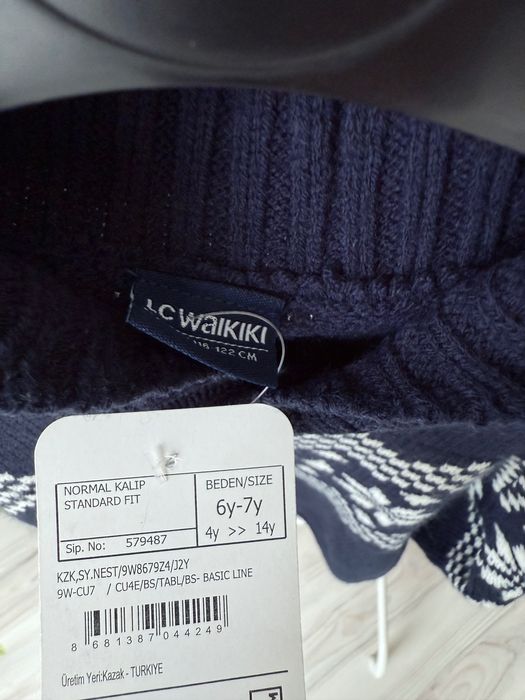 LC WAIKIKI
116-122 CM
NORMAL KALIP
STANDARD FIT
Sip. No: 579487
BEDEN/SIZE
6y-7y
4y >> 14y
KZK,SY.NEST/9W8679Z4/J2Y
9W-CU7 / CU4E/BS/TABL/BS- BASIC LINE
8 681387 044249
Üretim Yeri:Kazak - TURKIYE